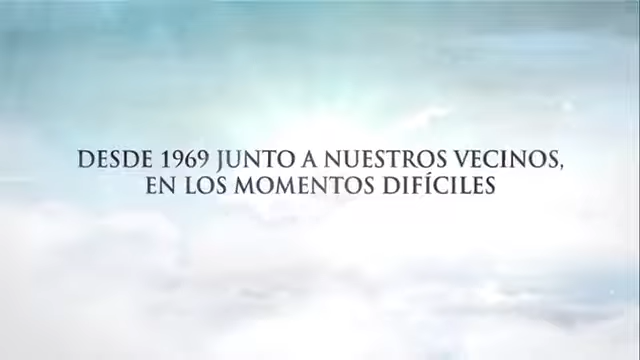 DESDE 1969 JUNTO A NUESTROS VECINOS,
EN LOS MOMENTOS DIFÍCILES